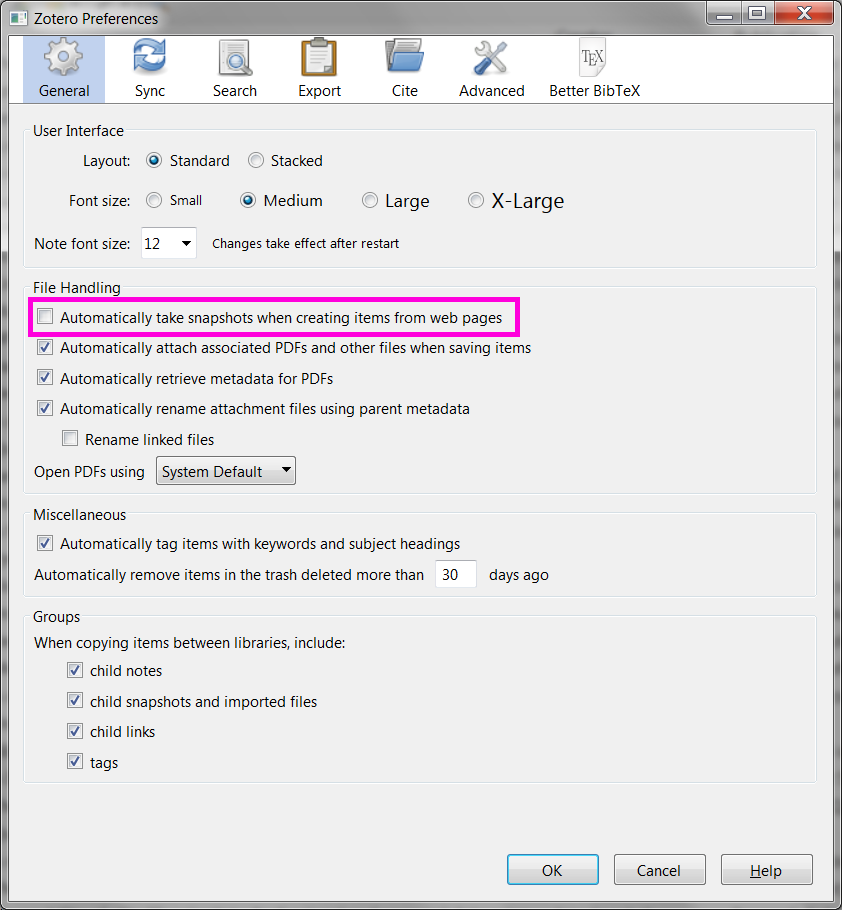 Zotero Preferences
General Sync Search Export Cite Advanced Better BibTeX
User Interface
Layout: Standard Stacked
Font size: Small Medium Large X-Large
Note font size: 12 Changes take effect after restart
File Handling
Automatically take snapshots when creating items from web pages
Automatically attach associated PDFs and other files when saving items
Automatically retrieve metadata for PDFs
Automatically rename attachment files using parent metadata
Rename linked files
Open PDFs using System Default
Miscellaneous
Automatically tag items with keywords and subject headings
Automatically remove items in the trash deleted more than 30 days ago
Groups
When copying items between libraries, include:
child notes
child snapshots and imported files
child links
tags
OK Cancel Help